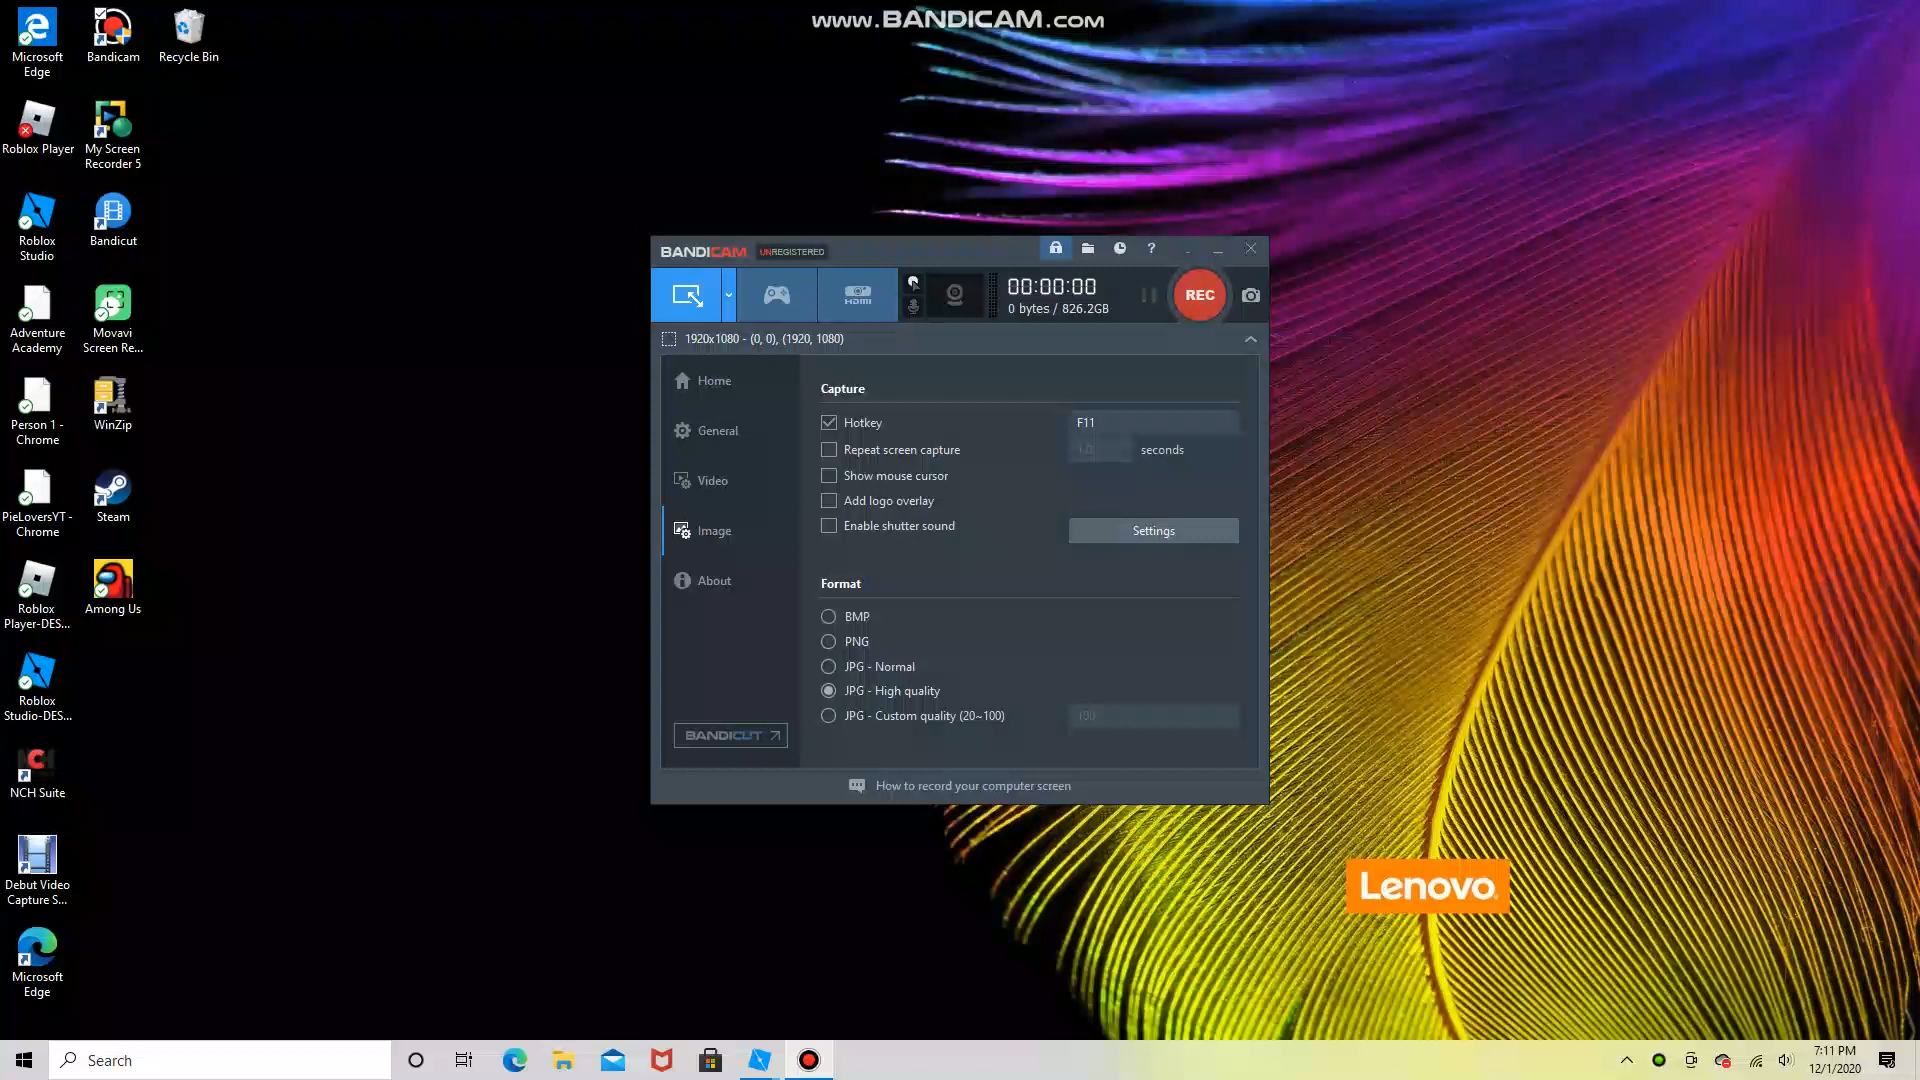 www.BANDICAM.com
Microsoft
Edge
Bandicam
Recycle Bin
Roblox Player
My Screen
Recorder 5
Roblox
Studio
Bandicut
Adventure
Academy
Movavi
Screen Re...
Person 1 -
Chrome
WinZip
PieLoversYT -
Chrome
Steam
Roblox
Player-DES...
Among Us
Roblox
Studio-DES...
NCH Suite
Debut Video
Capture S...
Microsoft
Edge
BANDICAM UNREGISTERED
?
HDMI
00:00:00
0 bytes / 826.2GB
REC
1920x1080 - (0, 0), (1920, 1080)
Home
General
Video
Image
About
BANDICUT
Capture
Hotkey
F11
Repeat screen capture
1.0
seconds
Show mouse cursor
Add logo overlay
Enable shutter sound
Settings
Format
BMP
PNG
JPG - Normal
JPG - High quality
JPG - Custom quality (20~100)
100
How to record your computer screen
Lenovo
Search
7:11 PM
12/1/2020